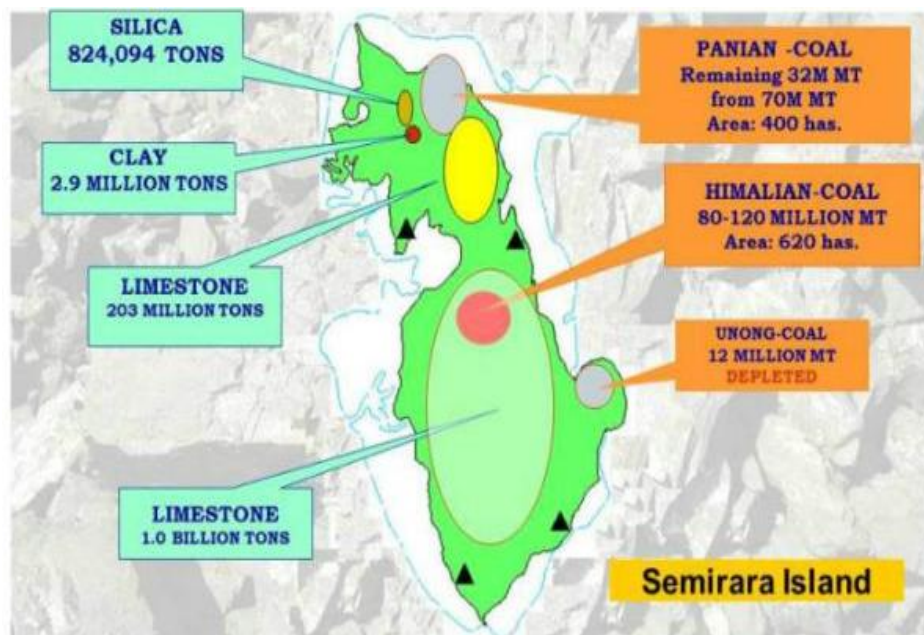 SILICA
824,094 TONS
CLAY
2.9 MILLION TONS
LIMESTONE
203 MILLION TONS
LIMESTONE
1.0 BILLION TONS
PANIAN -COAL
Remaining 32M MT
from 70M MT
Area: 400 has.
HIMALIAN-COAL
80-120 MILLION MT
Area: 620 has.
UNONG-COAL
12 MILLION MT
DEPLETED
Semirara Island